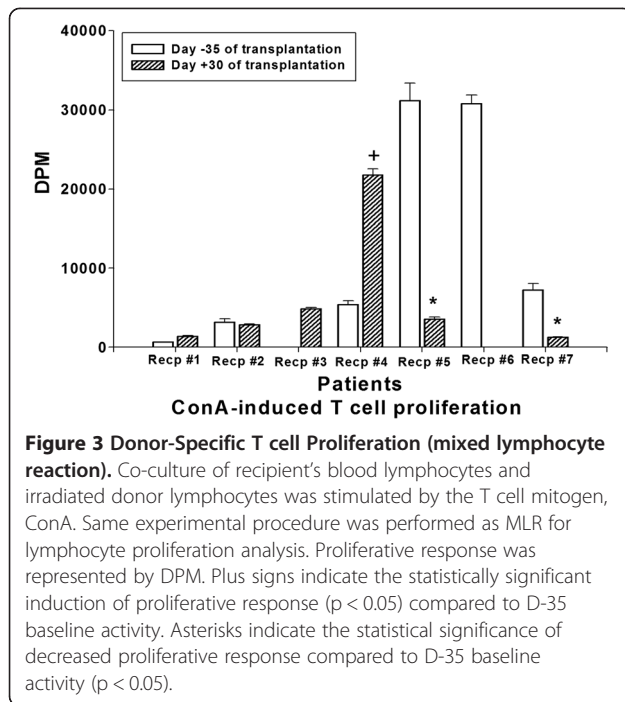 40000
30000
20000
10000
0
DPM
Day -35 of transplantation
Day +30 of transplantation
+
*
*
Recp #1 Recp #2 Recp #3 Recp #4 Recp #5 Recp #6 Recp #7
Patients
ConA-induced T cell proliferation
Figure 3 Donor-Specific T cell Proliferation (mixed lymphocyte
reaction). Co-culture of recipient's blood lymphocytes and
irradiated donor lymphocytes was stimulated by the T cell mitogen,
ConA. Same experimental procedure was performed as MLR for
lymphocyte proliferation analysis. Proliferative response was
represented by DPM. Plus signs indicate the statistically significant
induction of proliferative response (p < 0.05) compared to D-35
baseline activity. Asterisks indicate the statistical significance of
decreased proliferative response compared to D-35 baseline
activity (p < 0.05).